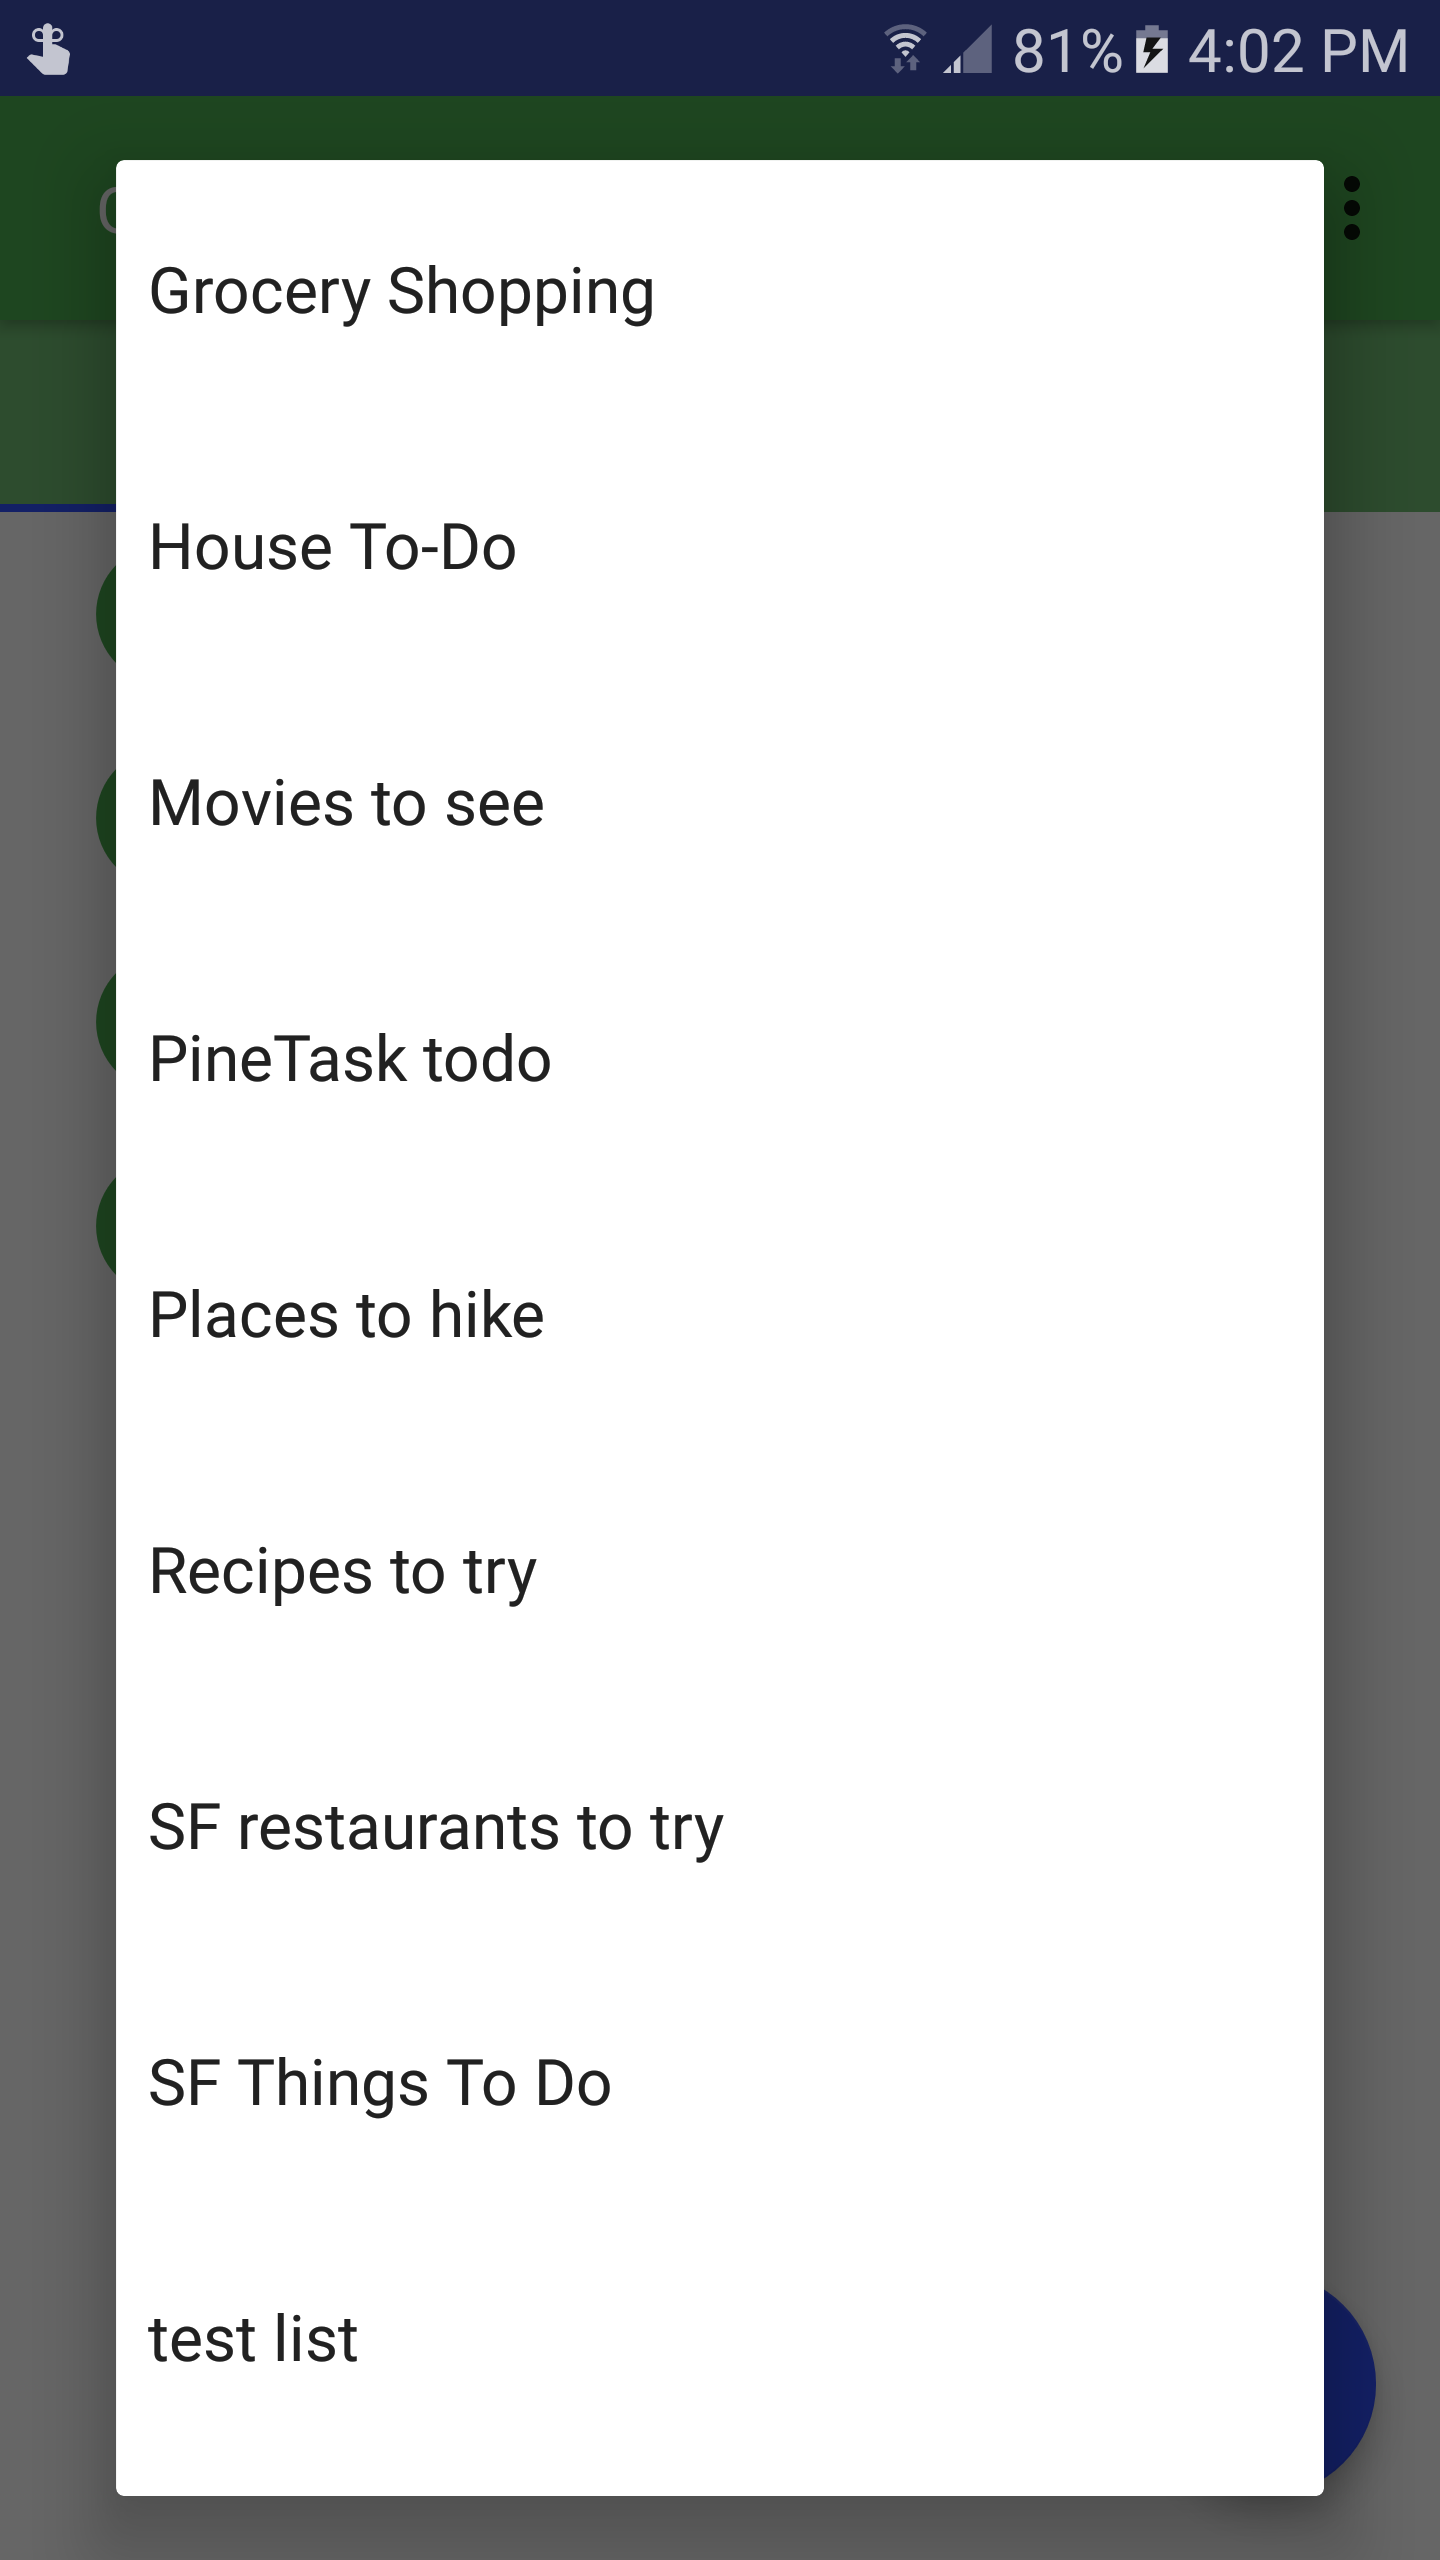 81% 4:02 PM
Grocery Shopping
House To-Do
Movies to see
PineTask todo
Places to hike
Recipes to try
SF restaurants to try
SF Things To Do
test list